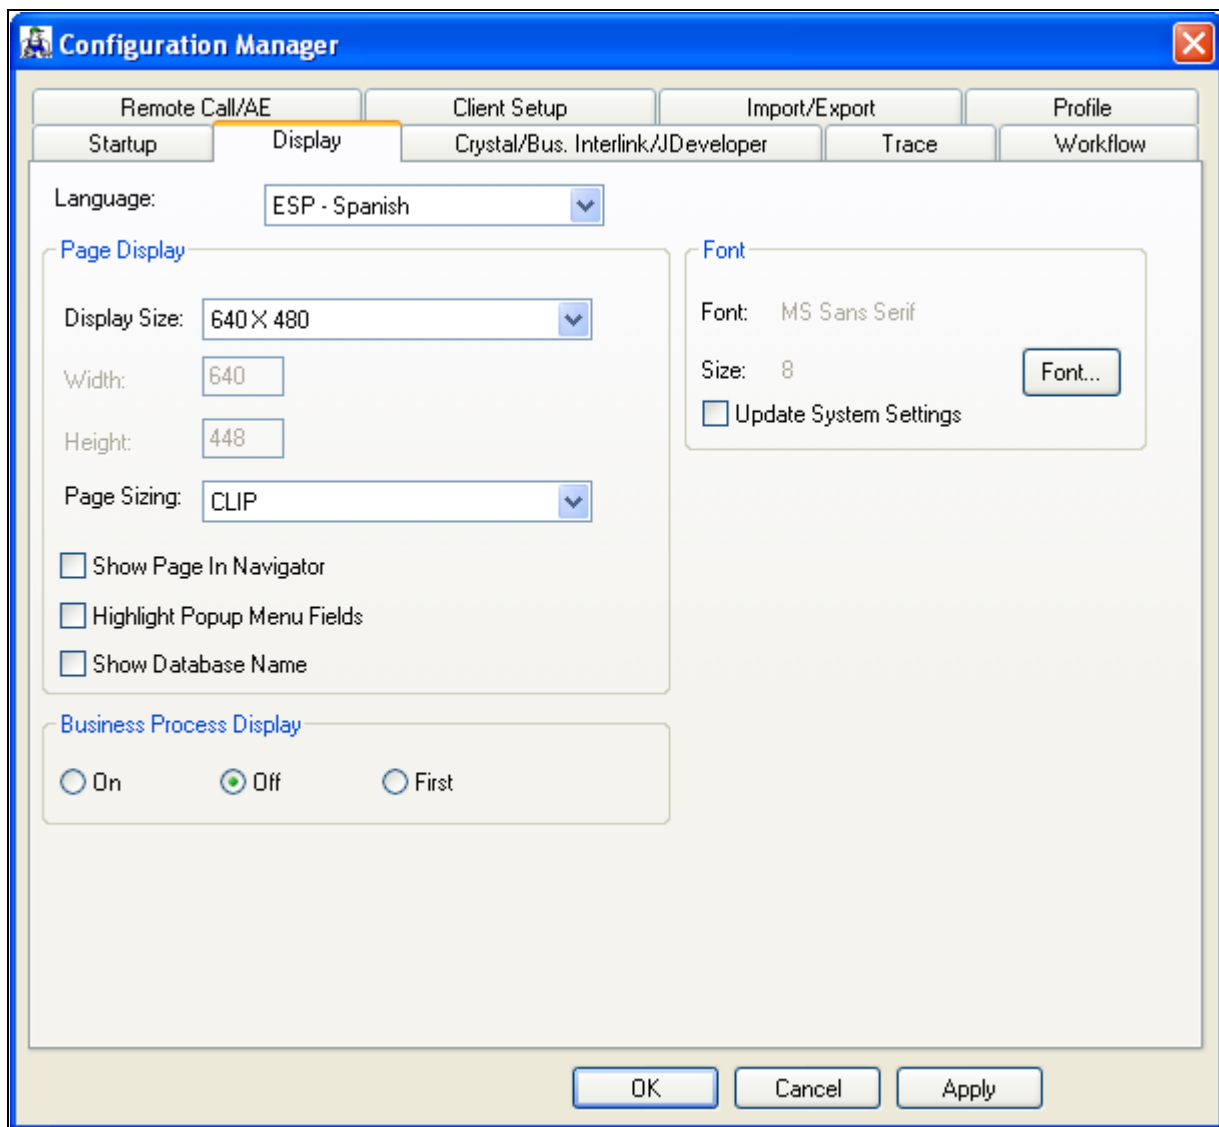 Configuration Manager
Remote Call/AE
Client Setup
Import/Export
Profile
Startup
Display
Crystal/Bus. Interlink/JDeveloper
Trace
Workflow
Language:
ESP - Spanish
Page Display
Display Size:
640 X 480
Width:
640
Height:
448
Page Sizing:
CLIP
Show Page In Navigator
Highlight Popup Menu Fields
Show Database Name
Font
Font:
MS Sans Serif
Size:
8
Font...
Update System Settings
Business Process Display
On
Off
First
OK
Cancel
Apply